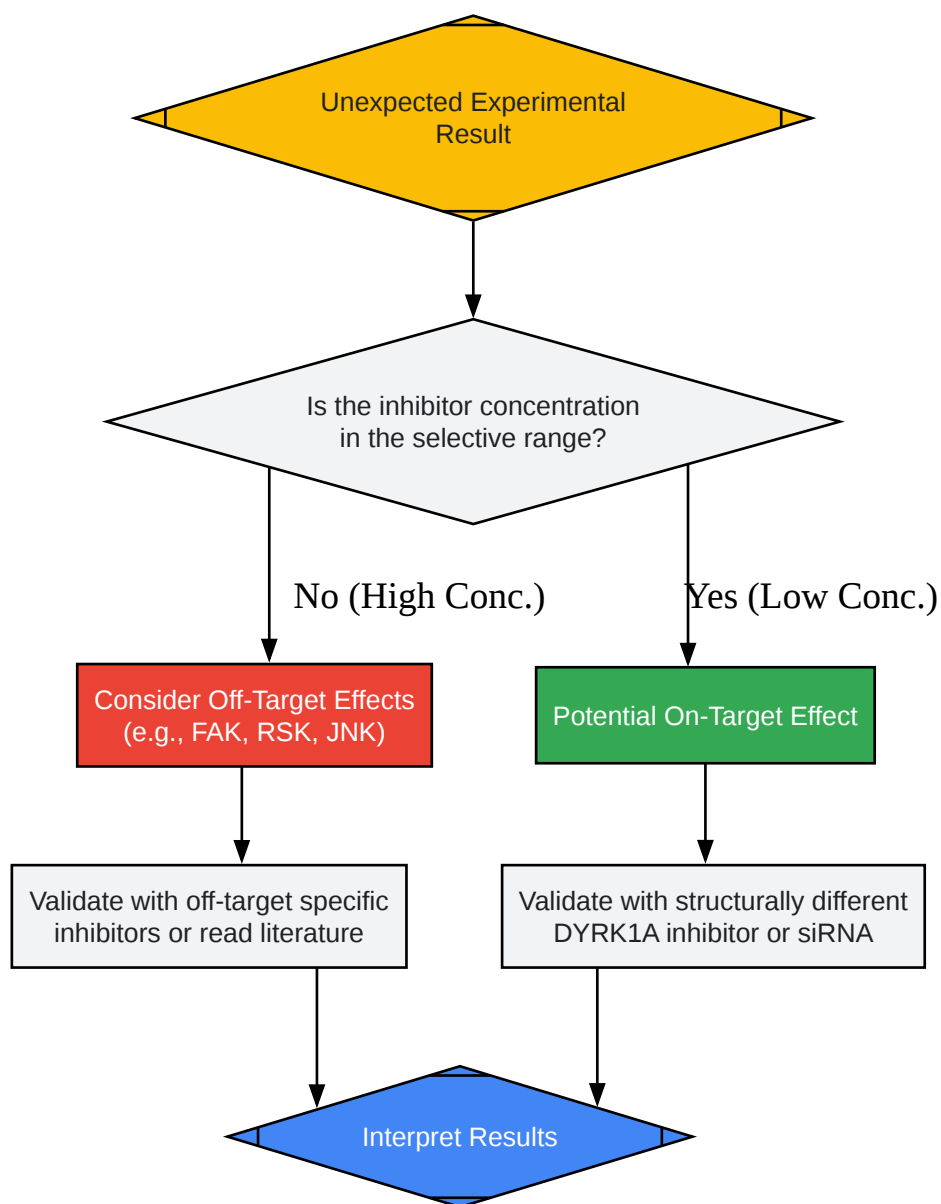 Unexpected Experimental
Result
Is the inhibitor concentration
in the selective range?
No (High Conc.)
Yes (Low Conc.)
Consider Off-Target Effects
(e.g., FAK, RSK, JNK)
Potential On-Target Effect
Validate with off-target specific
inhibitors or read literature
Validate with structurally different
DYRK1A inhibitor or siRNA
Interpret Results